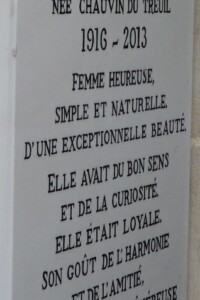 NÉE CHAUVIN DU TREUIL
1916 ~ 2013
FEMME HEUREUSE,
SIMPLE ET NATURELLE,
D'UNE EXCEPTIONNELLE BEAUTÉ.
ELLE AVAIT DU BON SENS
ET DE LA CURIOSITÉ.
ELLE ÉTAIT LOYALE.
SON GOÛT DE L'HARMONIE
ET DE L'AMITIÉ,